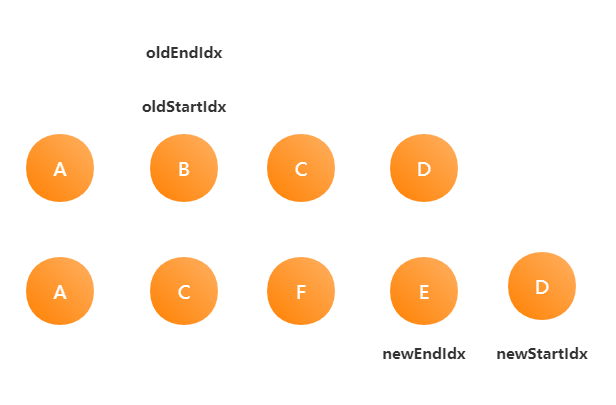 oldEndIdx
oldStartIdx
A B C D
A C F E D
newEndIdx newStartIdx